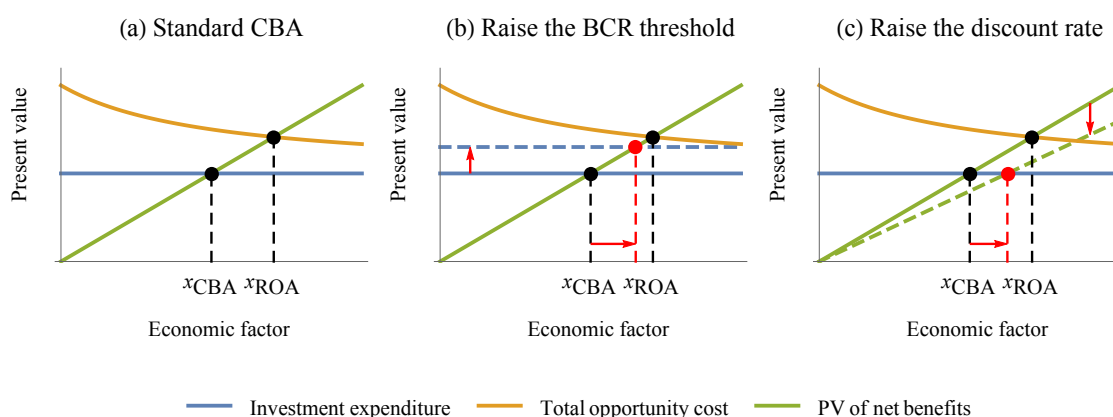 (a) Standard CBA
Present value
xCBA xROA
Economic factor
(b) Raise the BCR threshold
Present value
xCBA xROA
Economic factor
(c) Raise the discount rate
Present value
xCBA xROA
Economic factor
Investment expenditure
Total opportunity cost
PV of net benefits